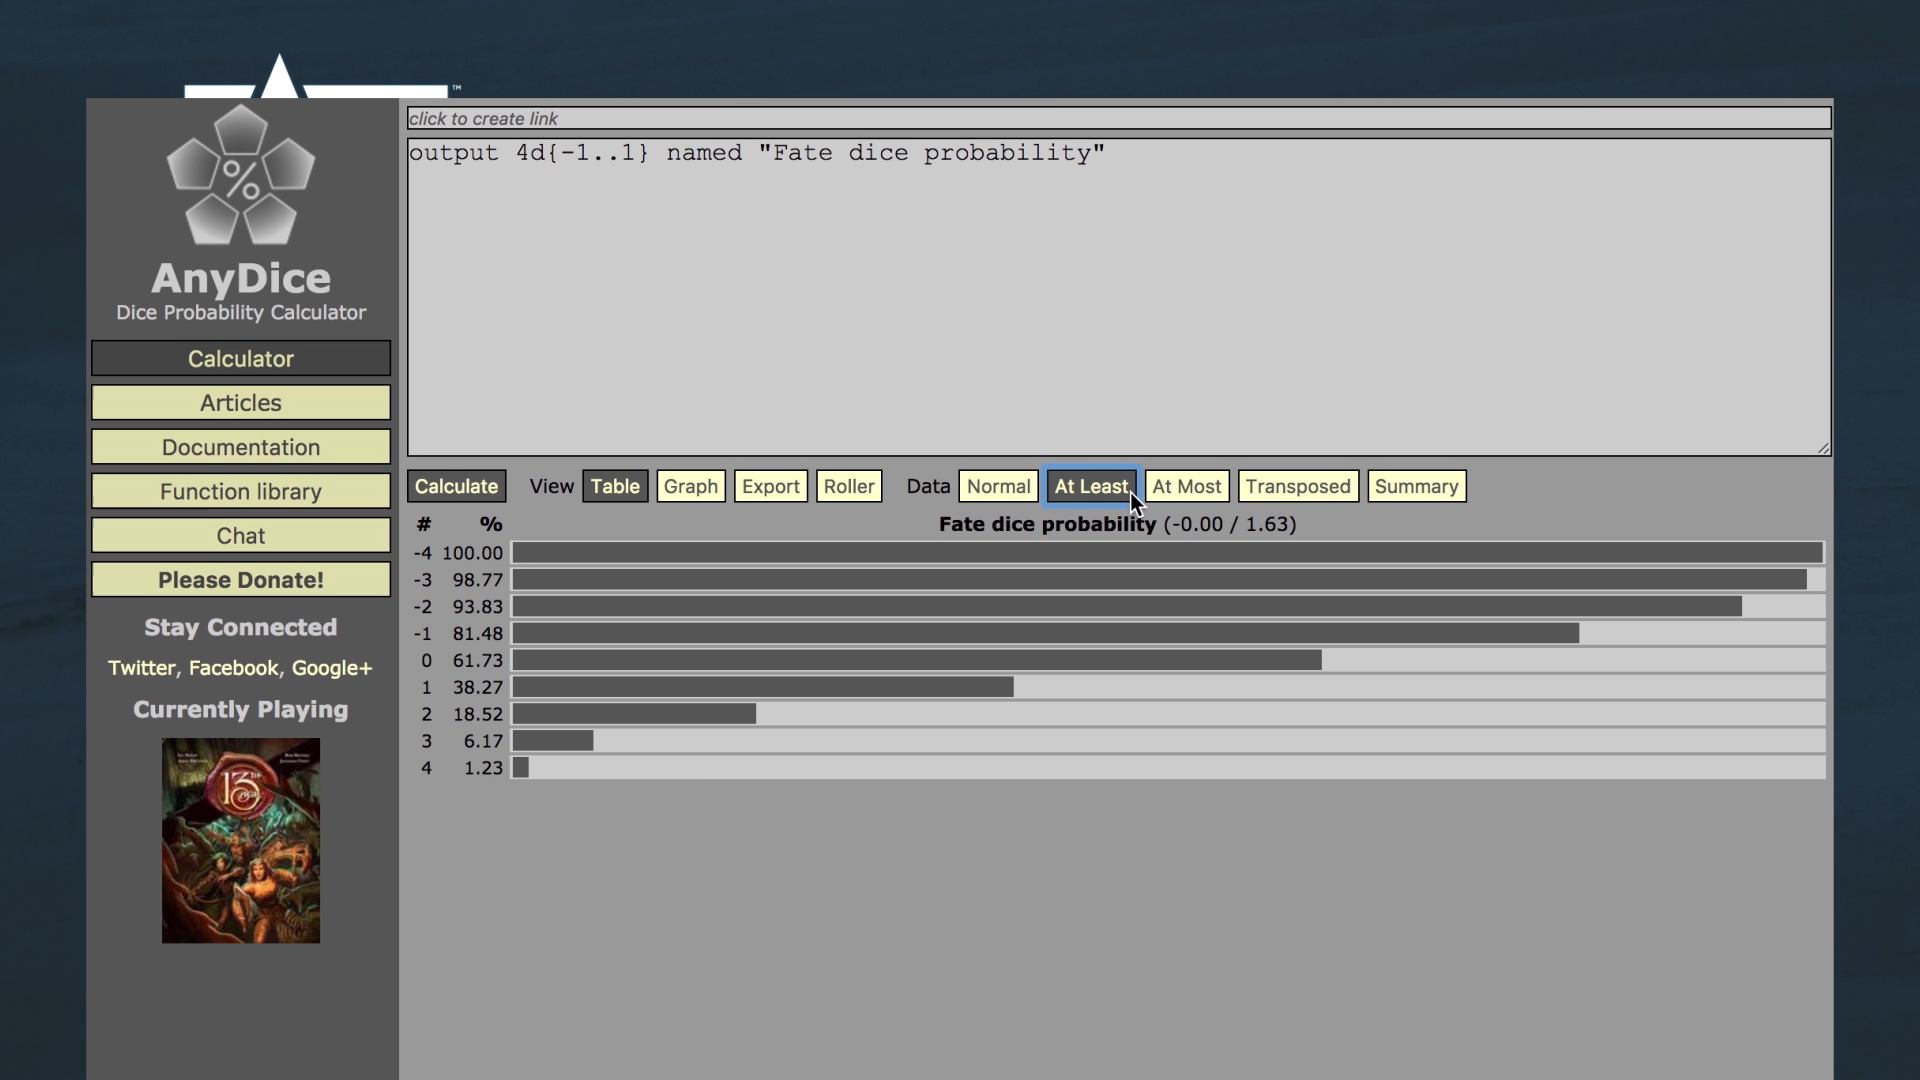 ™
%
AnyDice
Dice Probability Calculator
Calculator
Articles
Documentation
Function library
Chat
Please Donate!
Stay Connected
Twitter, Facebook, Google+
Currently Playing
13
click to create link
output 4d{-1..1} named "Fate dice probability"
Calculate View Table Graph Export Roller Data Normal At Least At Most Transposed Summary
# % Fate dice probability (-0.00 / 1.63)
-4 100.00
-3 98.77
-2 93.83
-1 81.48
0 61.73
1 38.27
2 18.52
3 6.17
4 1.23